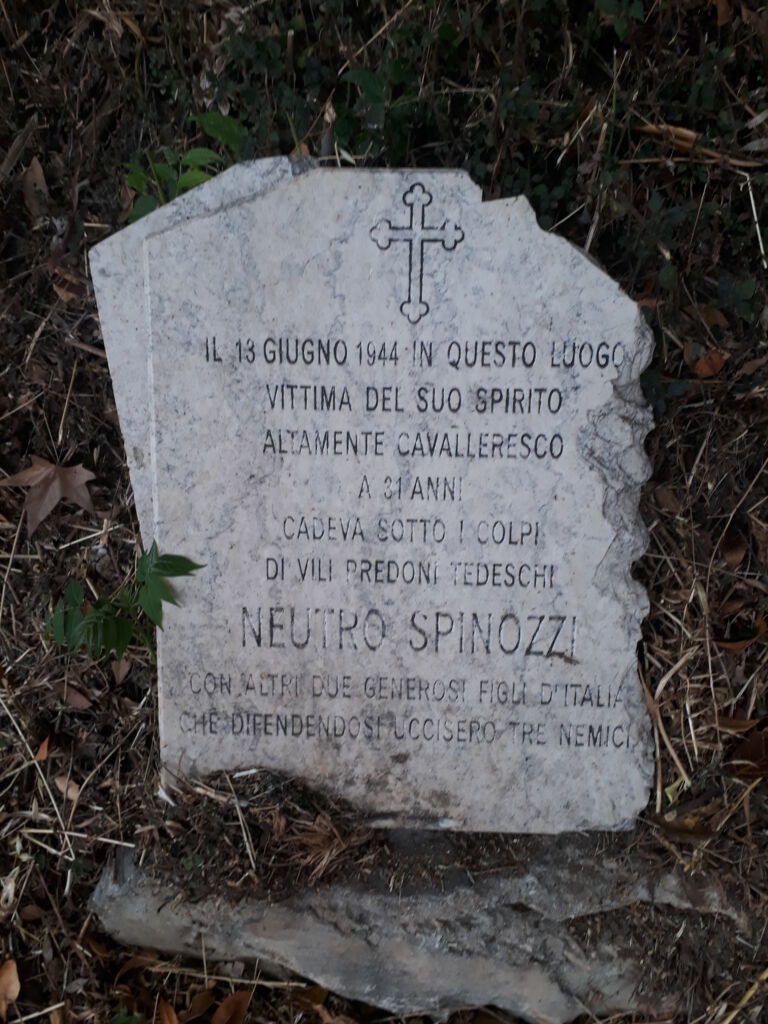 IL 13 GIUGNO 1944 IN QUESTO LUOGO
VITTIMA DEL SUO SPIRITO
ALTAMENTE CAVALLERESCO
A 31 ANNI
CADEVA SOTTO I COLPI
DI VILI PREDONI TEDESCHI
NEUTRO SPINOZZI
CON ALTRI DUE GENEROSI FIGLI D'ITALIA
CHE DIFENDENDOSI UCCISERO TRE NEMICI